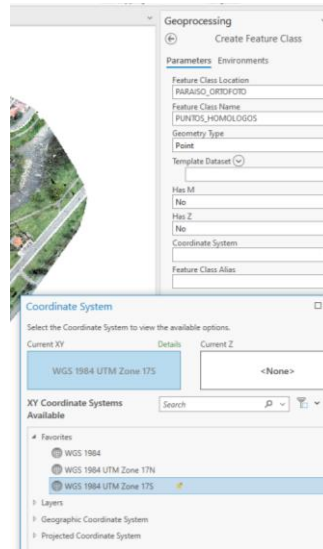 Geoprocessing
Create Feature Class
Parameters Environments
Feature Class Location
PARAISO_ORTOFOTO
Feature Class Name
PUNTOS_HOMOLOGOS
Geometry Type
Point
Template Dataset
Has M
No
Has Z
No
Coordinate System
Feature Class Alias
Coordinate System
Select the Coordinate System to view the available options.
Current XY Details Current Z
WGS 1984 UTM Zone 17S <None>
XY Coordinate Systems Available Search
Favorites
WGS 1984
WGS 1984 UTM Zone 17N
WGS 1984 UTM Zone 17S
Layers
Geographic Coordinate System
Projected Coordinate System